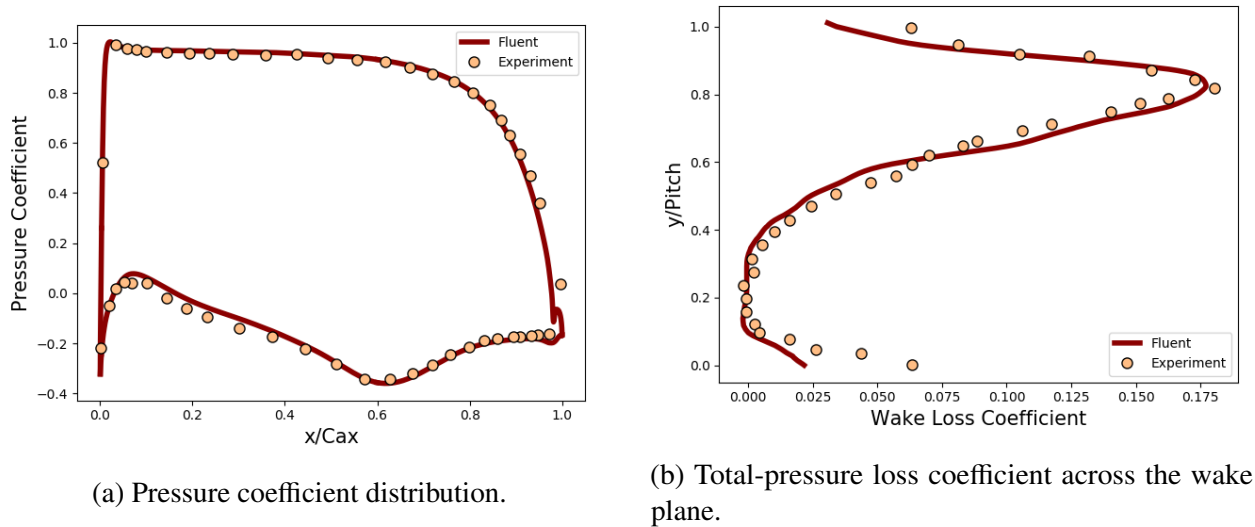 Pressure Coefficient
1.0
0.8
0.6
0.4
0.2
0.0
−0.2
−0.4
Fluent
Experiment
0.0 0.2 0.4 0.6 0.8 1.0
x/Cax
(a) Pressure coefficient distribution.
y/Pitch
1.0
0.8
0.6
0.4
0.2
0.0
Fluent
Experiment
0.000 0.025 0.050 0.075 0.100 0.125 0.150 0.175
Wake Loss Coefficient
(b) Total-pressure loss coefficient across the wake
plane.